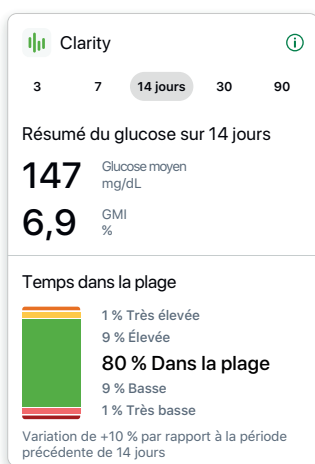 Clarity
3 7 14 jours 30 90
Résumé du glucose sur 14 jours
147 Glucose moyen
mg/dL
6,9 GMI
%
Temps dans la plage
1 % Très élevée
9 % Élevée
80 % Dans la plage
9 % Basse
1 % Très basse
Variation de +10 % par rapport à la période
précédente de 14 jours